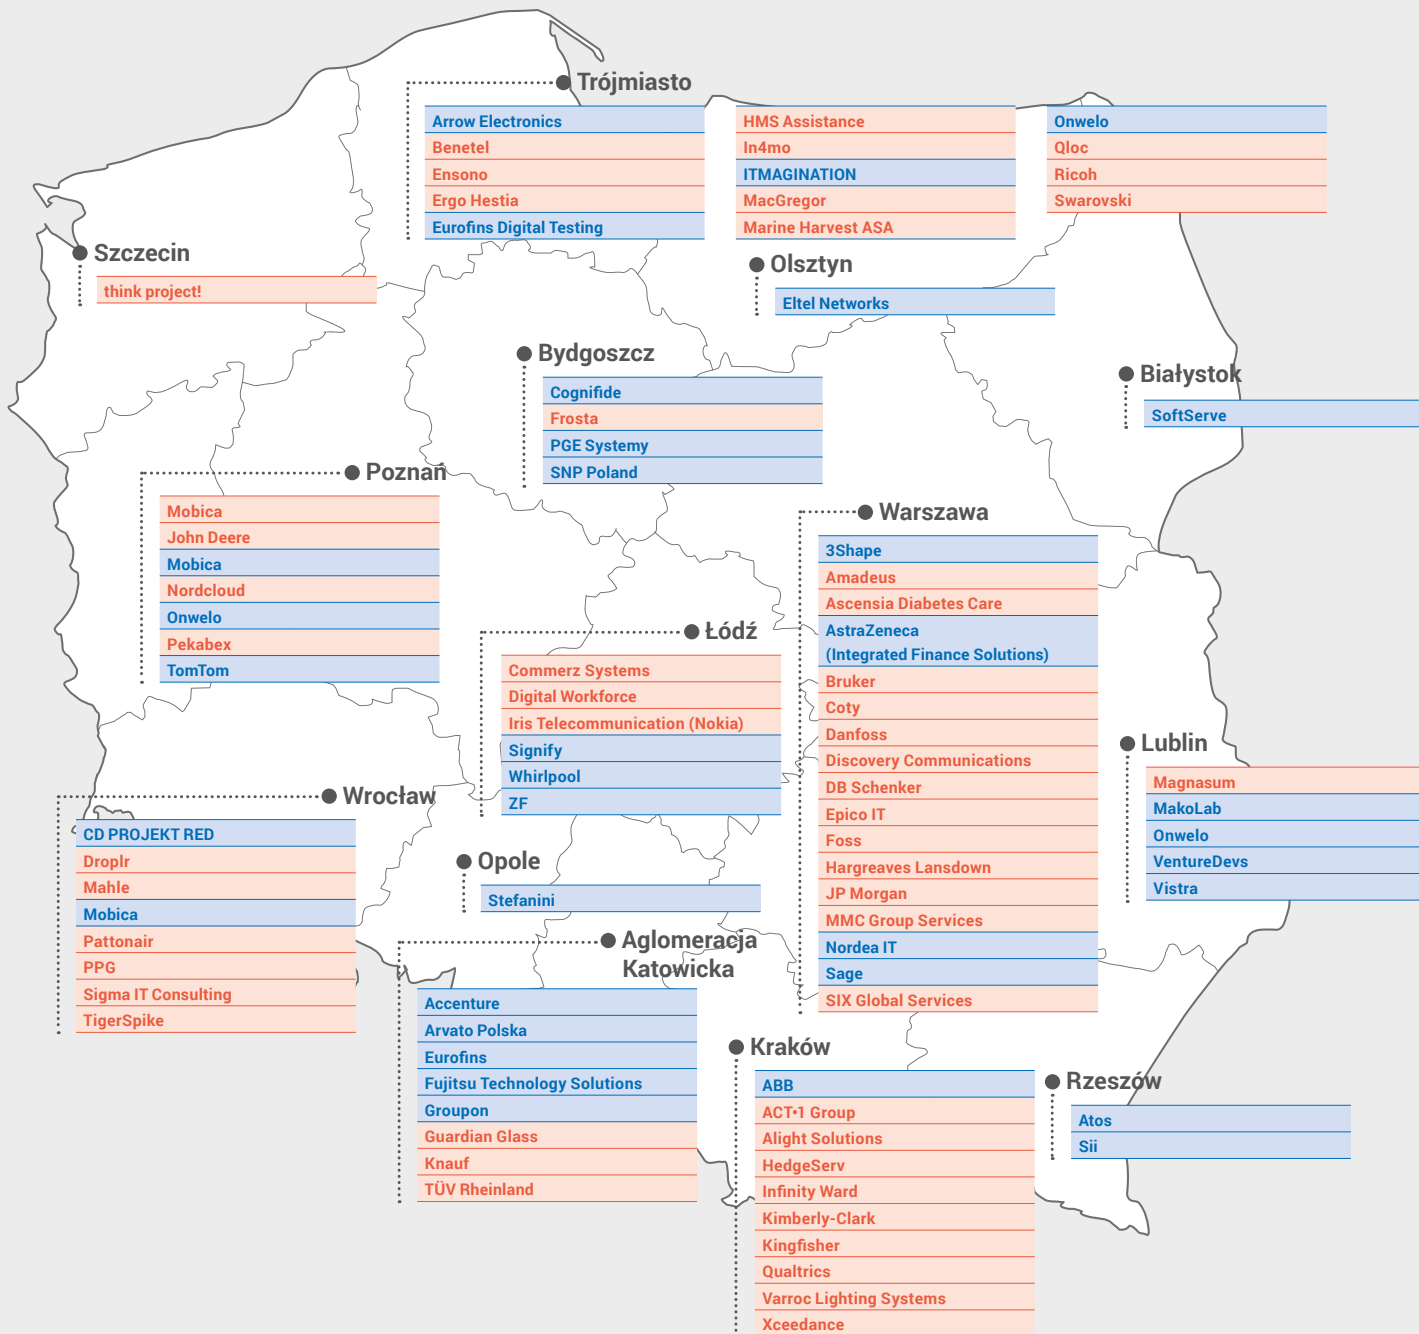 Trójmiasto
Arrow Electronics
Benetel
Ensono
Ergo Hestia
Eurofins Digital Testing
HMS Assistance
In4mo
ITMAGINATION
MacGregor
Marine Harvest ASA
Onwelo
Qloc
Ricoh
Swarovski
Szczecin
think project!
Olsztyn
Eltel Networks
Bydgoszcz
Cognifide
Frosta
PGE Systemy
SNP Poland
Białystok
SoftServe
Poznań
Mobica
John Deere
Mobica
Nordcloud
Onwelo
Pekabex
TomTom
Warszawa
3Shape
Amadeus
Ascensia Diabetes Care
AstraZeneca
(Integrated Finance Solutions)
Bruker
Coty
Danfoss
Discovery Communications
DB Schenker
Epico IT
Foss
Hargreaves Lansdown
JP Morgan
MMC Group Services
Nordea IT
Sage
SIX Global Services
Łódź
Commerz Systems
Digital Workforce
Iris Telecommunication (Nokia)
Signify
Whirlpool
ZF
Lublin
Magnasum
MakoLab
Onwelo
VentureDevs
Vistra
Wrocław
CD PROJEKT RED
Droplr
Mahle
Mobica
Pattonair
PPG
Sigma IT Consulting
TigerSpike
Opole
Stefanini
Aglomeracja
Katowicka
Accenture
Arvato Polska
Eurofins
Fujitsu Technology Solutions
Groupon
Guardian Glass
Knauf
TÜV Rheinland
Kraków
ABB
ACT•1 Group
Alight Solutions
HedgeServ
Infinity Ward
Kimberly-Clark
Kingfisher
Qualtrics
Varroc Lighting Systems
Xceedance
Rzeszów
Atos
Sii